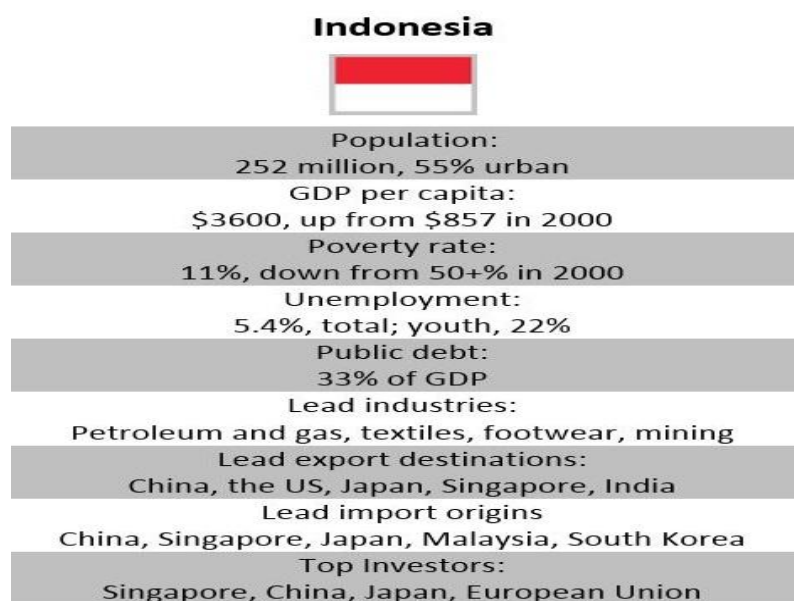 Indonesia
Population:
252 million, 55% urban
GDP per capita:
$3600, up from $857 in 2000
Poverty rate:
11%, down from 50+% in 2000
Unemployment:
5.4%, total; youth, 22%
Public debt:
33% of GDP
Lead industries:
Petroleum and gas, textiles, footwear, mining
Lead export destinations:
China, the US, Japan, Singapore, India
Lead import origins
China, Singapore, Japan, Malaysia, South Korea
Top Investors:
Singapore, China, Japan, European Union